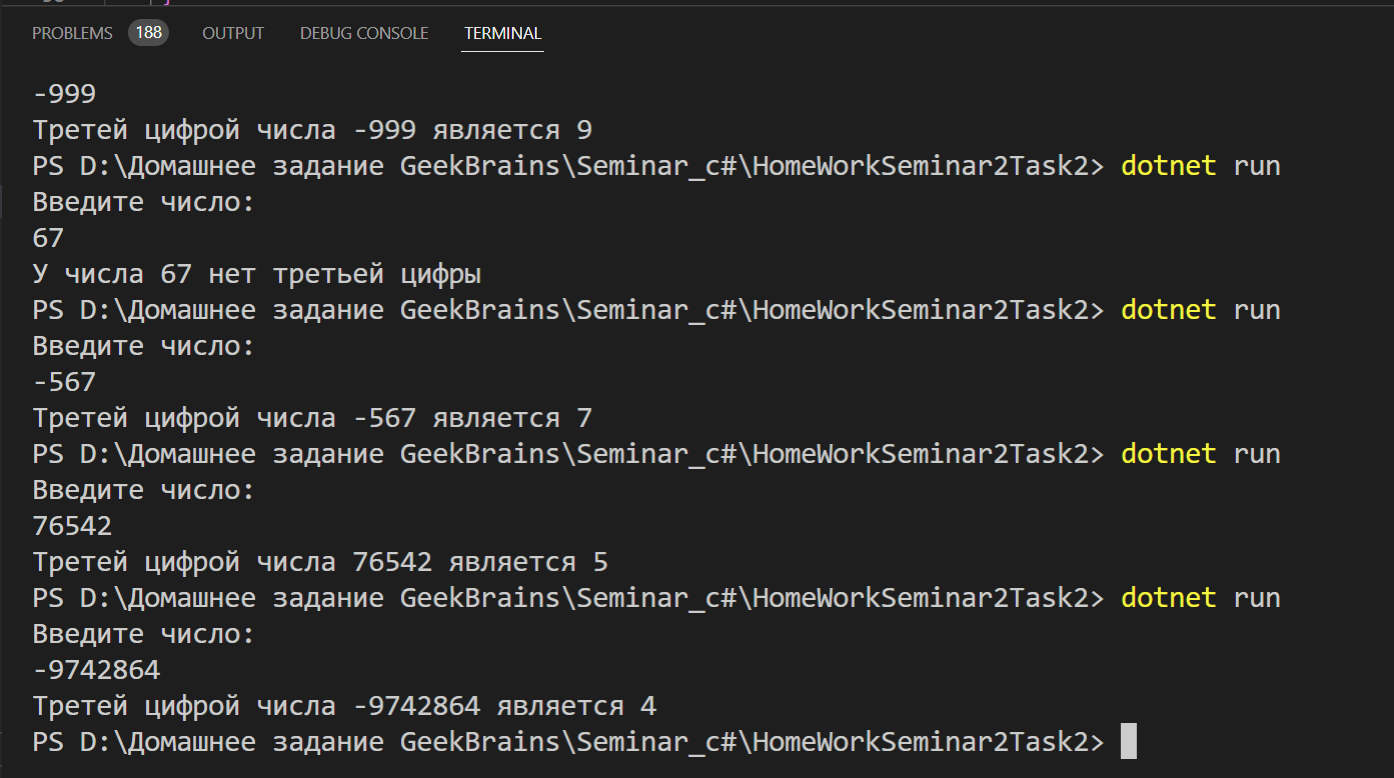 PROBLEMS 188 OUTPUT DEBUG CONSOLE TERMINAL
-999
Третей цифрой числа -999 является 9
PS D:\Домашнее задание GeekBrains\Seminar_c#\HomeWorkSeminar2Task2> dotnet run
Введите число:
67
У числа 67 нет третьей цифры
PS D:\Домашнее задание GeekBrains\Seminar_c#\HomeWorkSeminar2Task2> dotnet run
Введите число:
-567
Третей цифрой числа -567 является 7
PS D:\Домашнее задание GeekBrains\Seminar_c#\HomeWorkSeminar2Task2> dotnet run
Введите число:
76542
Третей цифрой числа 76542 является 5
PS D:\Домашнее задание GeekBrains\Seminar_c#\HomeWorkSeminar2Task2> dotnet run
Введите число:
-9742864
Третей цифрой числа -9742864 является 4
PS D:\Домашнее задание GeekBrains\Seminar_c#\HomeWorkSeminar2Task2>